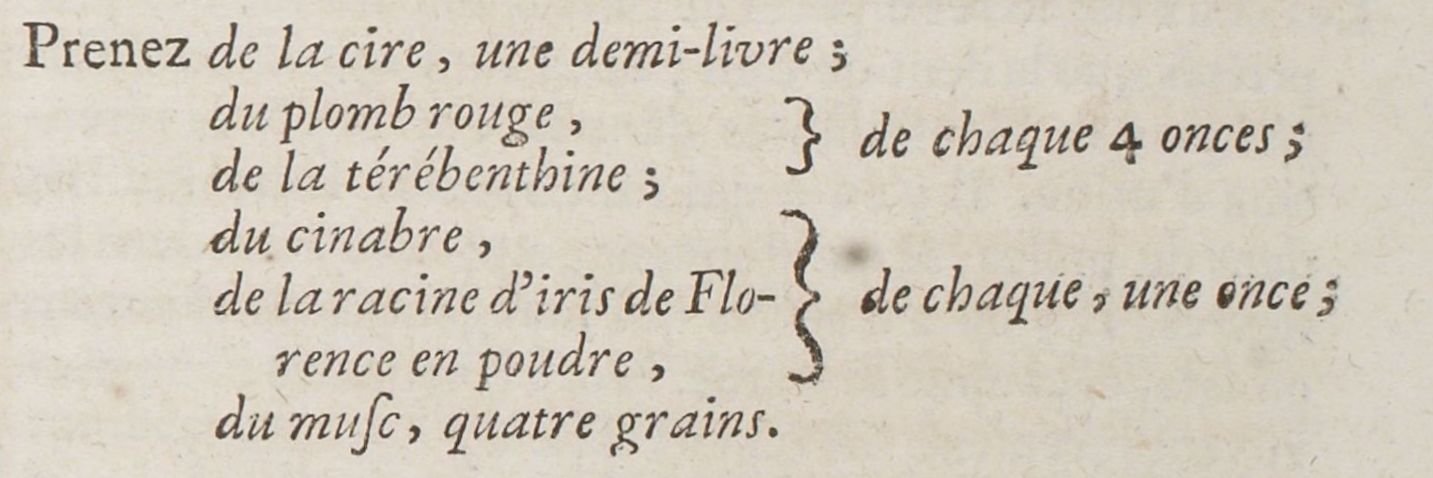 Prenez de la cire, une demi-livre;
du plomb rouge,
de la térébenthine;
} de chaque 4 onces;
du cinabre,
de la racine d'iris de Flo-
rence en poudre,
} de chaque, une once;
du muſc, quatre grains.